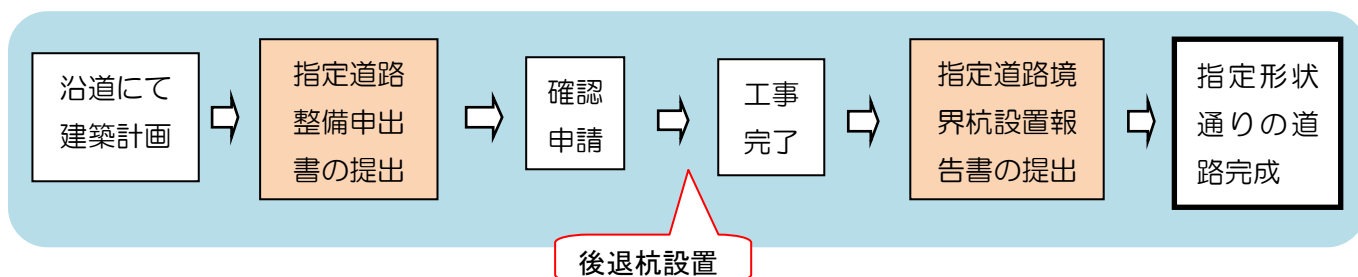 沿道にて
建築計画
指定道路
整備申出
書の提出
確認
申請
工事
完了
指定道路境
界杭設置報
告書の提出
指定形状
通りの道
路完成
後退杭設置